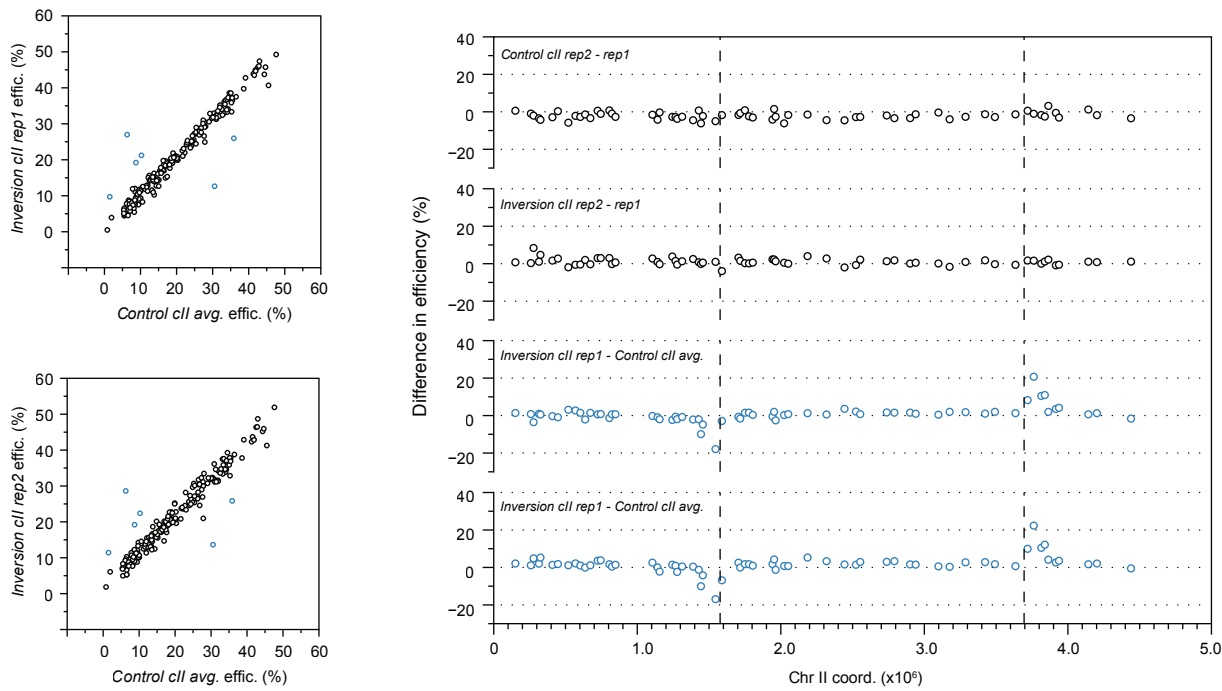 60
50
40
30
20
10
0
Inversion cII rep1 effic. (%)
0 10 20 30 40 50 60
Control cII avg. effic. (%)
60
50
40
30
20
10
0
Inversion cII rep2 effic. (%)
0 10 20 30 40 50 60
Control cII avg. effic. (%)
Difference in efficiency (%)
40
Control cII rep2 - rep1
20
0
−20
40
Inversion cII rep2 - rep1
20
0
−20
40
Inversion cII rep1 - Control cII avg.
20
0
−20
40
Inversion cII rep1 - Control cII avg.
20
0
−20
0 1.0 2.0 3.0 4.0 5.0
Chr II coord. (x10⁶)